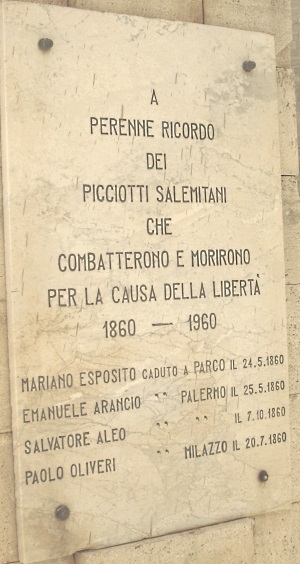 A
PERENNE RICORDO
DEI
PICCIOTTI SALEMITANI
CHE
COMBATTERONO E MORIRONO
PER LA CAUSA DELLA LIBERTÀ
1860 — 1960
MARIANO ESPOSITO CADUTO A PARCO IL 24.5.1860
EMANUELE ARANCIO " " PALERMO IL 25.5.1860
SALVATORE ALEO " " " IL 7.10.1860
PAOLO OLIVERI " " MILAZZO IL 20.7.1860